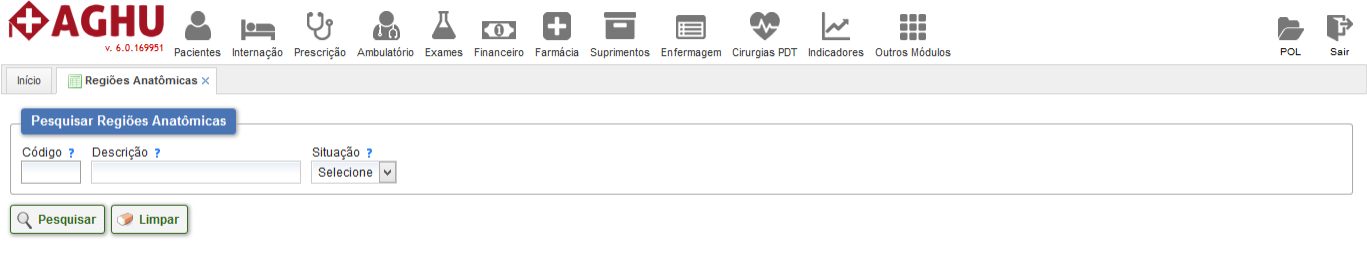 AGHU
v. 6.0.169951
Pacientes Internação Prescrição Ambulatório Exames Financeiro Farmácia Suprimentos Enfermagem Cirurgias PDT Indicadores Outros Módulos POL Sair
Início Regiões Anatômicas ×
Pesquisar Regiões Anatômicas
Código ? Descrição ? Situação ?
Selecione
Pesquisar Limpar